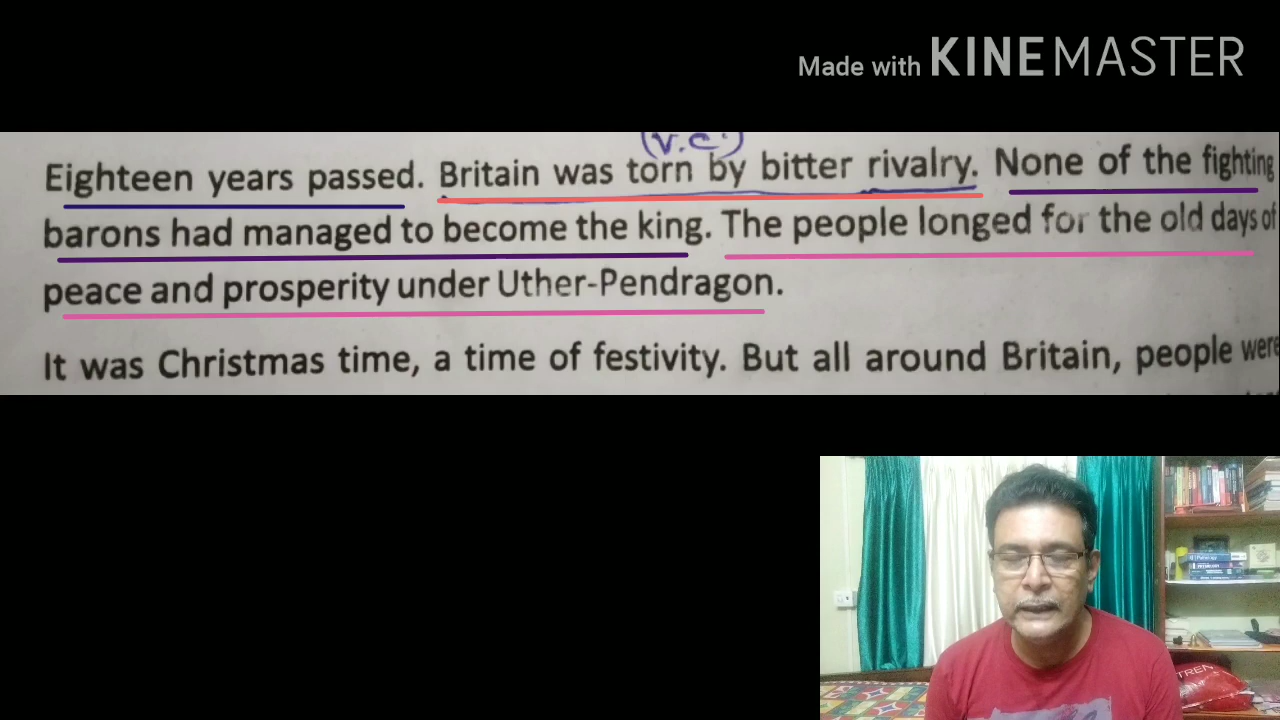 Made with KINEMASTER
(V.C.)
Eighteen years passed. Britain was torn by bitter rivalry. None of the fighting
barons had managed to become the king. The people longed for the old days of
peace and prosperity under Uther-Pendragon.
It was Christmas time, a time of festivity. But all around Britain, people were